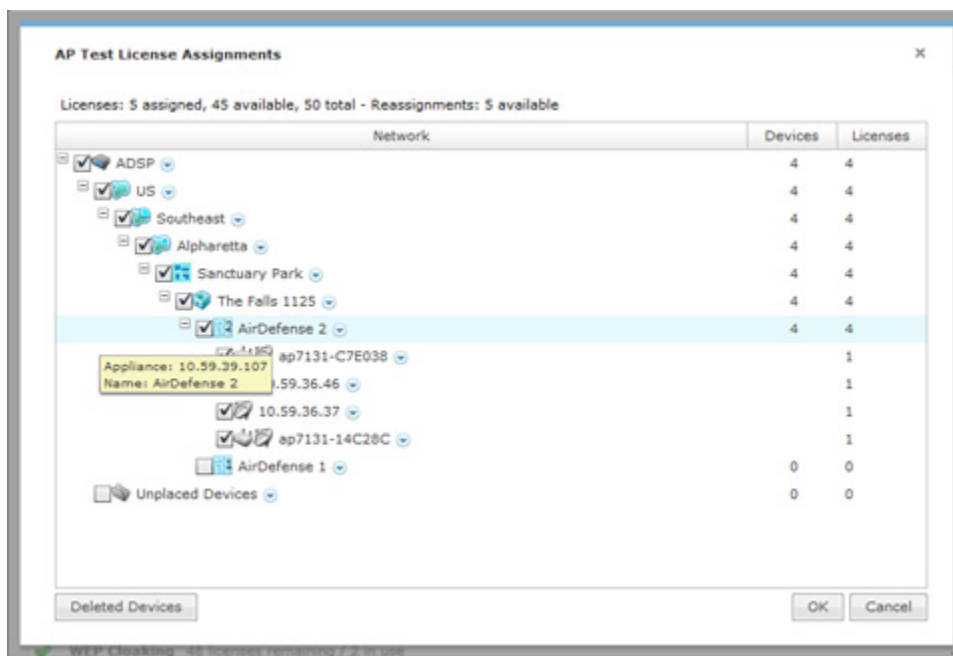 AP Test License Assignments
Licenses: 5 assigned, 45 available, 50 total - Reassignments: 5 available
Network Devices Licenses
ADSP 4 4
US 4 4
Southeast 4 4
Alpharetta 4 4
Sanctuary Park 4 4
The Falls 1125 4 4
AirDefense 2 4 4
ap7131-C7E038 1
Appliance: 10.59.39.107
Name: AirDefense 2
.59.36.46 1
10.59.36.37 1
ap7131-14C28C 1
AirDefense 1 0 0
Unplaced Devices 0 0
Deleted Devices OK Cancel
WEP Cloaking 48 licenses remaining / 2 in use